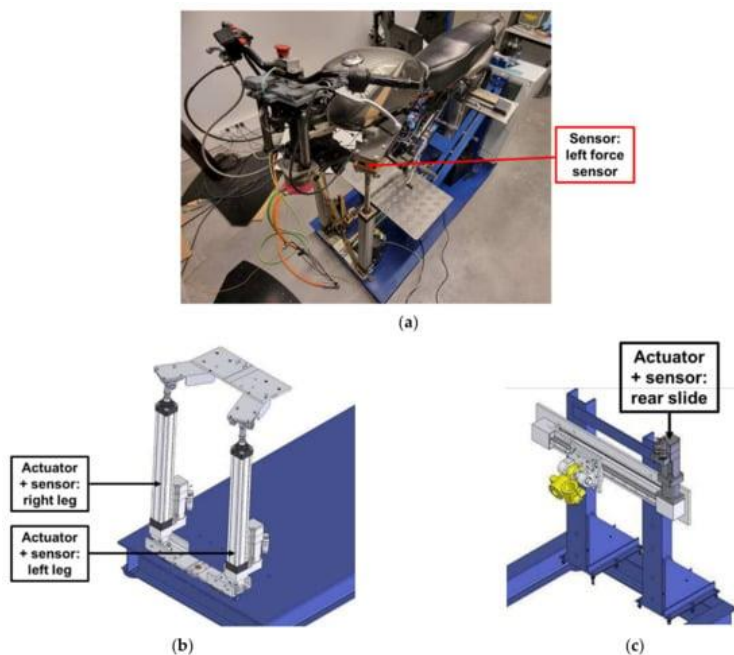 Sensor:
left force
sensor
(a)
Actuator
+ sensor:
right leg
Actuator
+ sensor:
left leg
(b)
Actuator
+ sensor:
rear slide
(c)